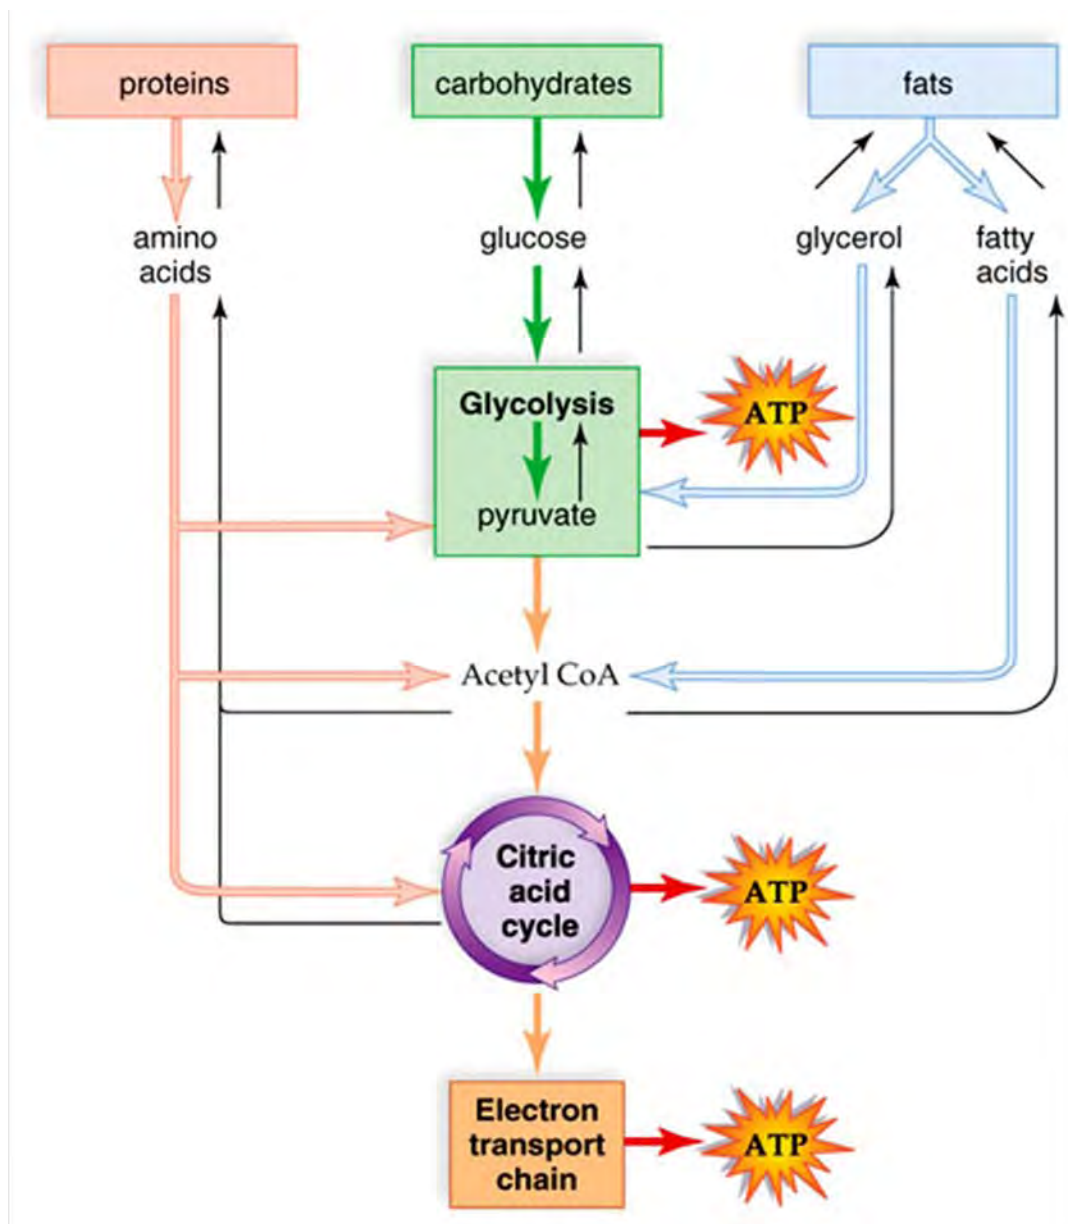 proteins
carbohydrates
fats
amino
acids
glucose
glycerol
fatty
acids
Glycolysis
ATP
pyruvate
Acetyl CoA
Citric
acid
cycle
ATP
Electron
transport
chain
ATP